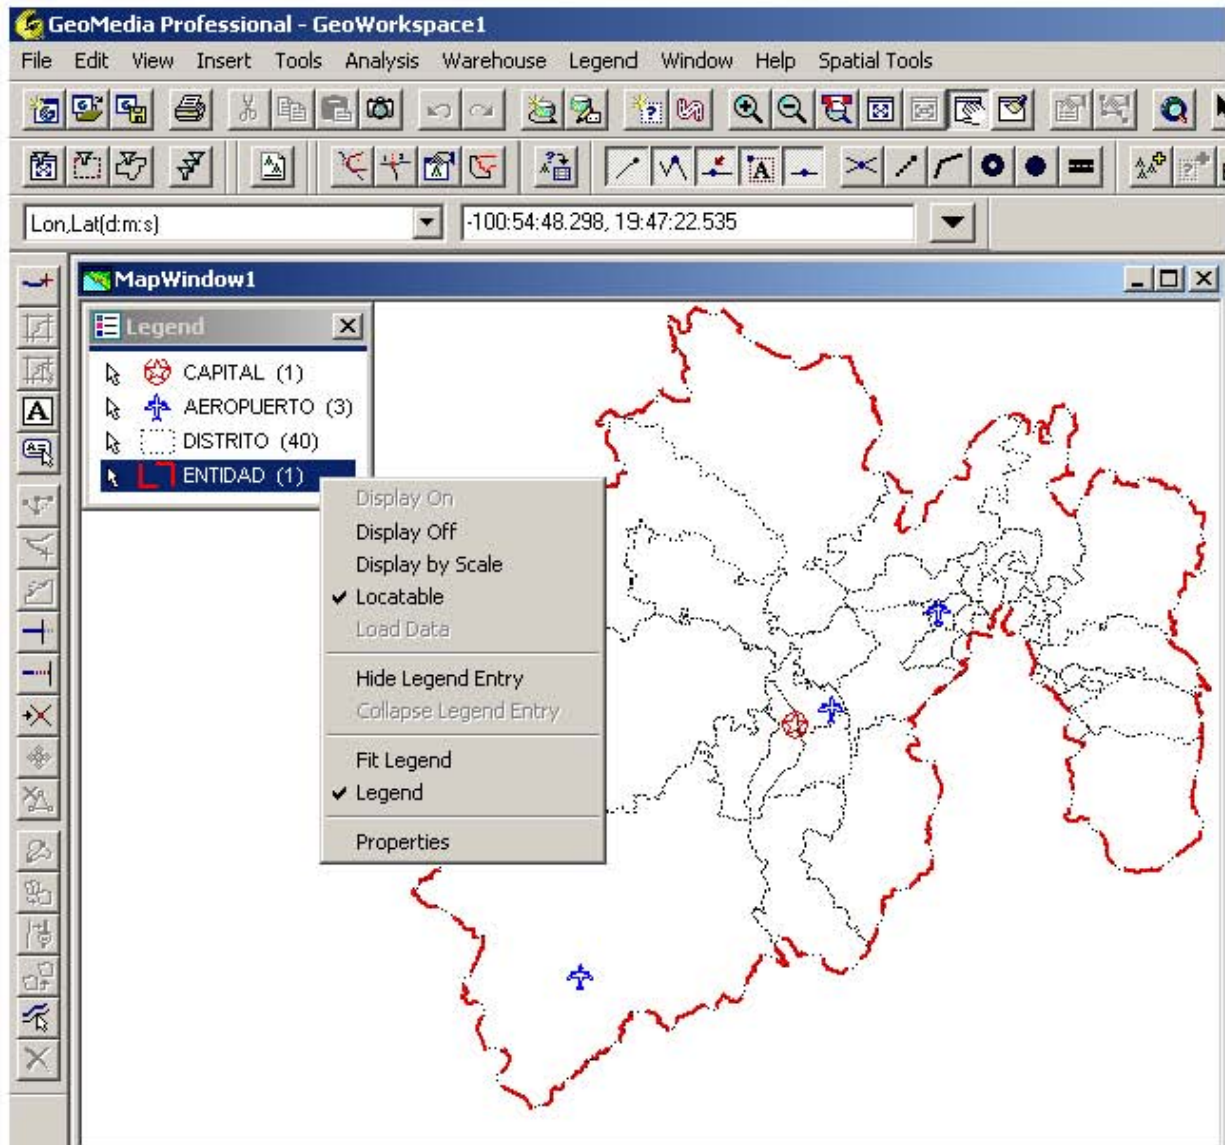 GeoMedia Professional - GeoWorkspace1
File Edit View Insert Tools Analysis Warehouse Legend Window Help Spatial Tools
Lon,Lat(d:m:s) -100:54:48.298, 19:47:22.535
MapWindow1
Legend
CAPITAL (1)
AEROPUERTO (3)
DISTRITO (40)
ENTIDAD (1)
Display On
Display Off
Display by Scale
Locatable
Load Data
Hide Legend Entry
Collapse Legend Entry
Fit Legend
Legend
Properties